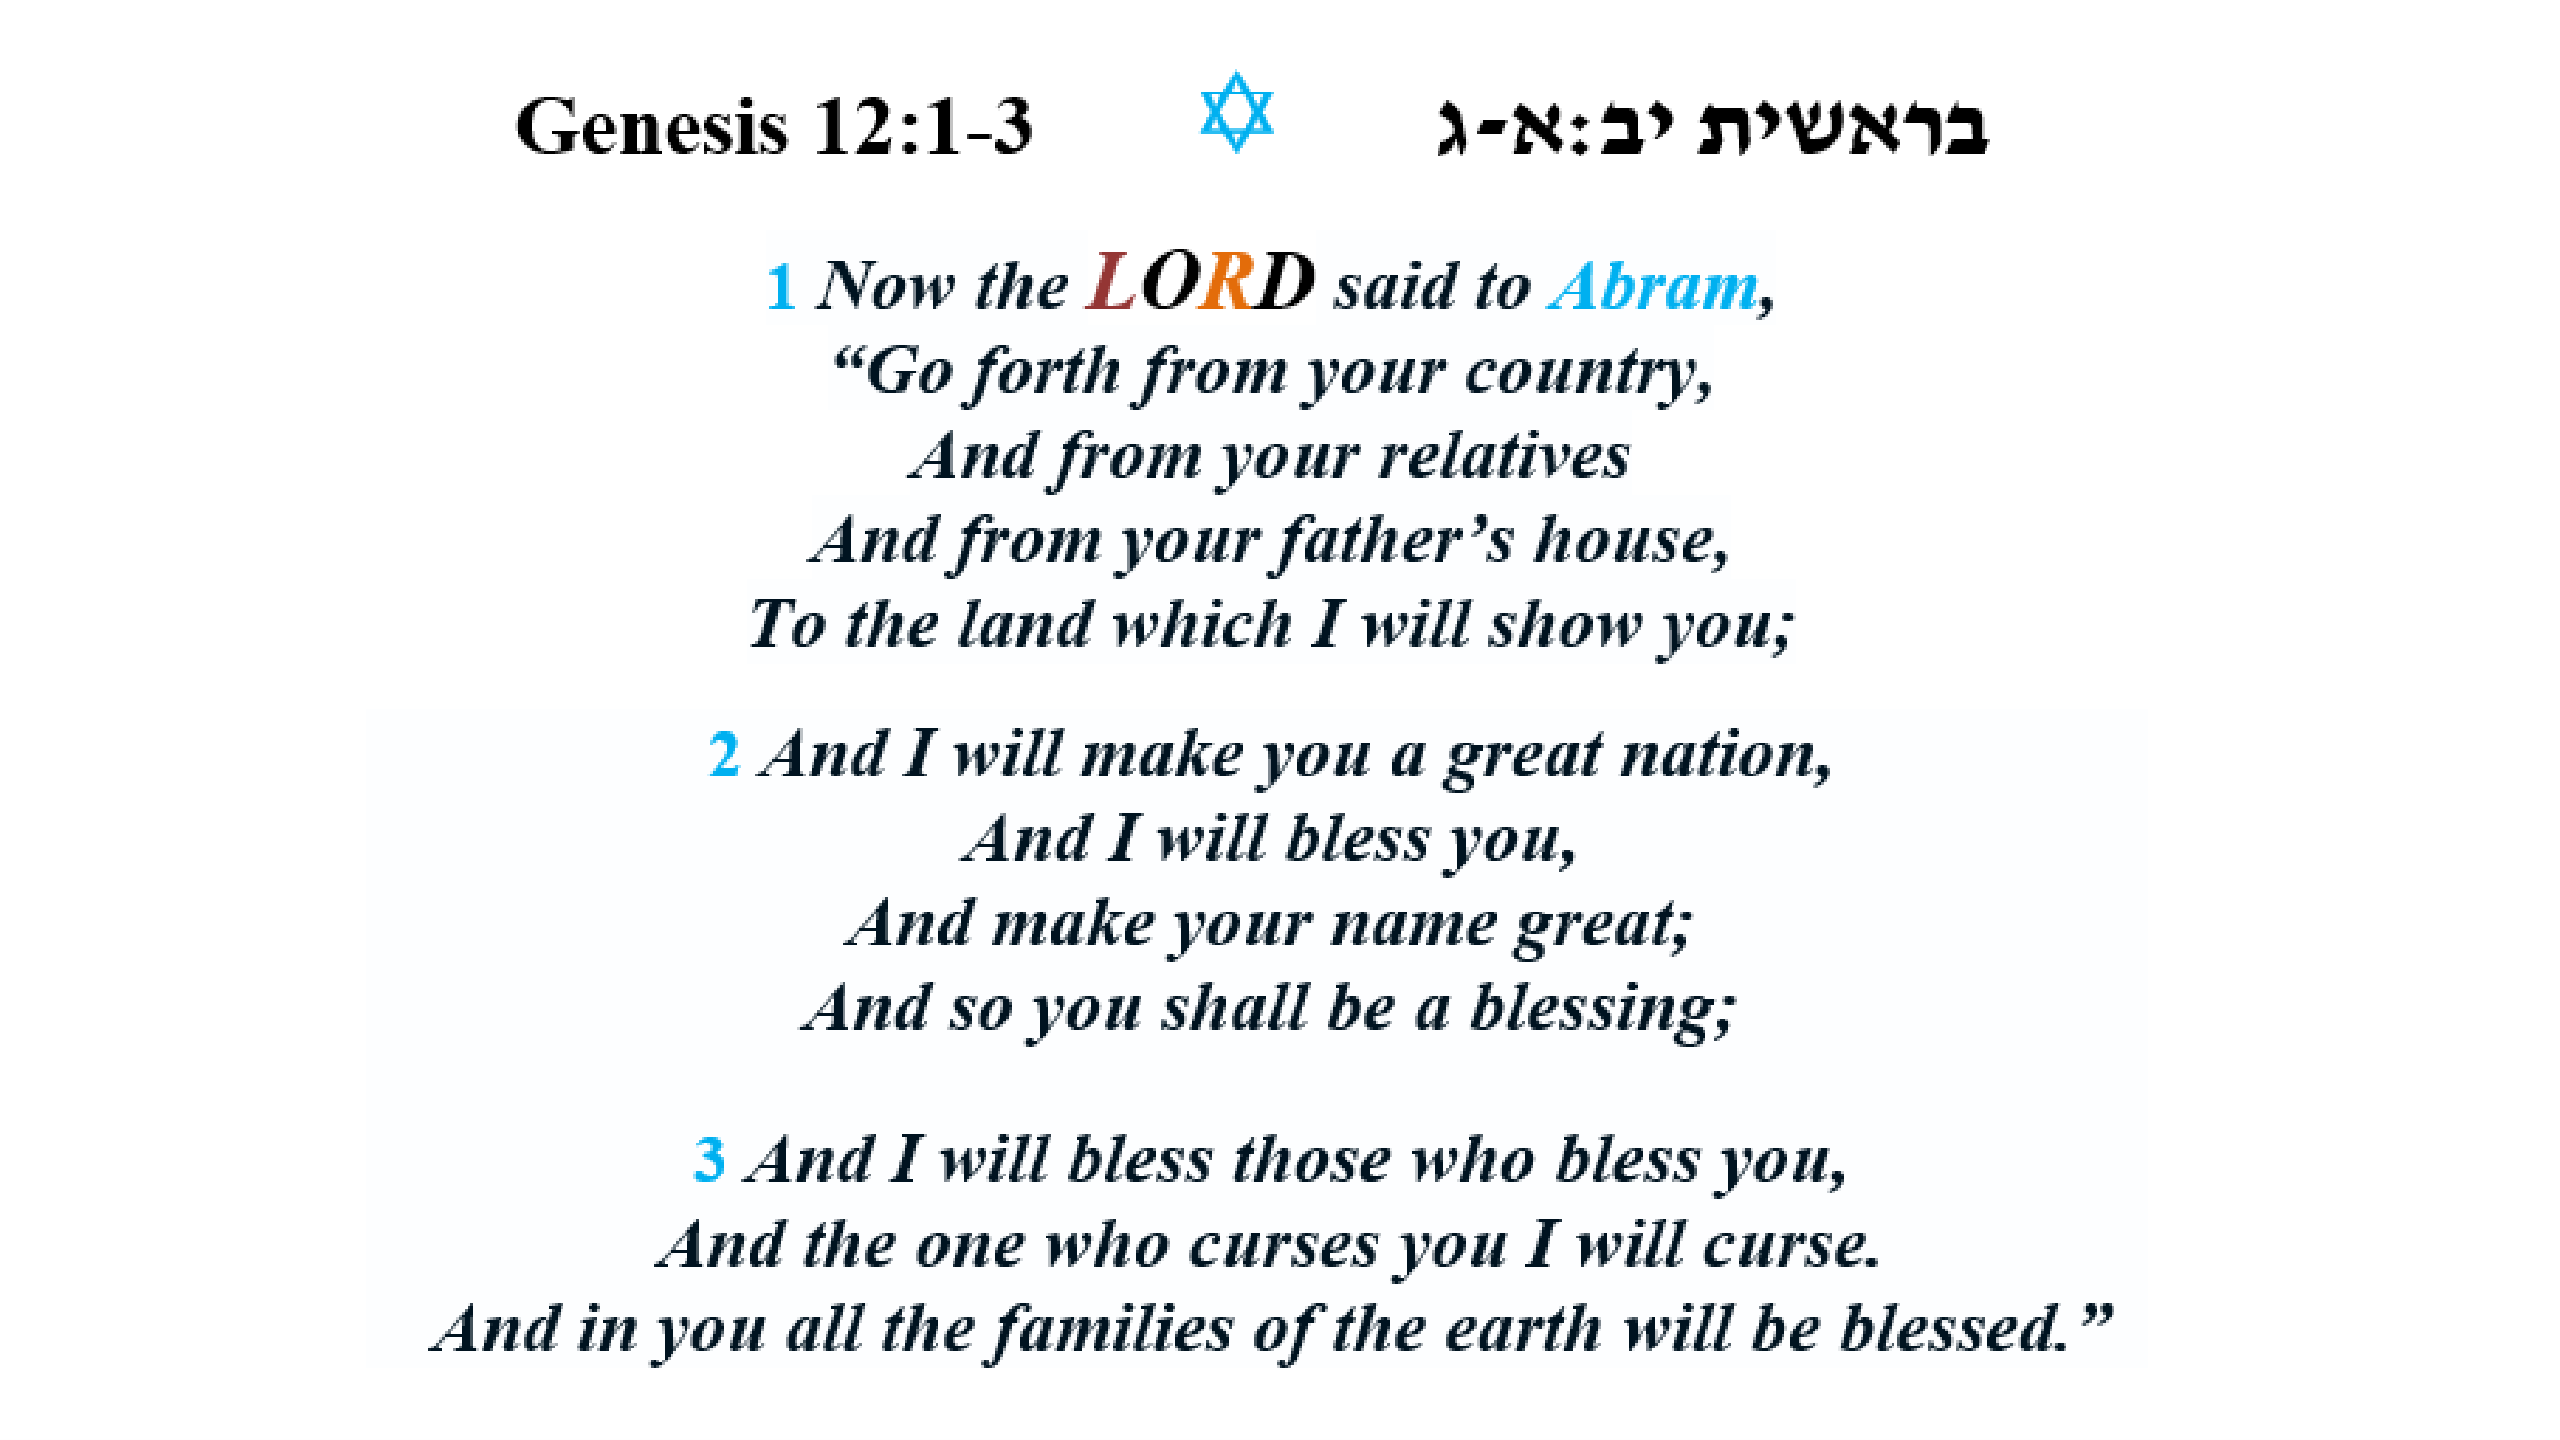 Genesis 12:1-3 ✡ בראשית יב:א-ג
1 Now the LORD said to Abram,
“Go forth from your country,
And from your relatives
And from your father’s house,
To the land which I will show you;
2 And I will make you a great nation,
And I will bless you,
And make your name great;
And so you shall be a blessing;
3 And I will bless those who bless you,
And the one who curses you I will curse.
And in you all the families of the earth will be blessed.”